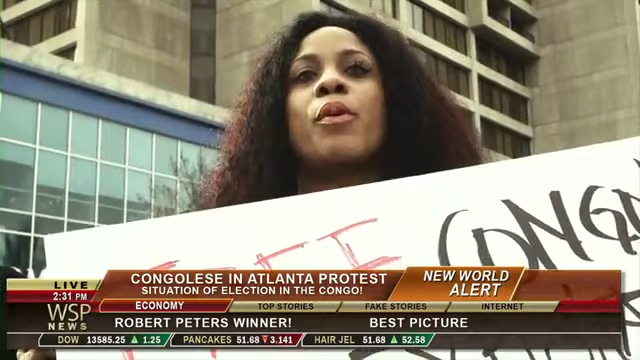 FREE CONGO
CONGOLESE IN ATLANTA PROTEST
SITUATION OF ELECTION IN THE CONGO!
NEW WORLD
ALERT
LIVE
2:31 PM
WSP
NEWS
ECONOMY TOP STORIES FAKE STORIES INTERNET
ROBERT PETERS WINNER! BEST PICTURE
DOW 13585.25 ▲ 1.25 PANCAKES 51.68 ▼ 3.141 HAIR JEL 51.68 ▲ 52.58